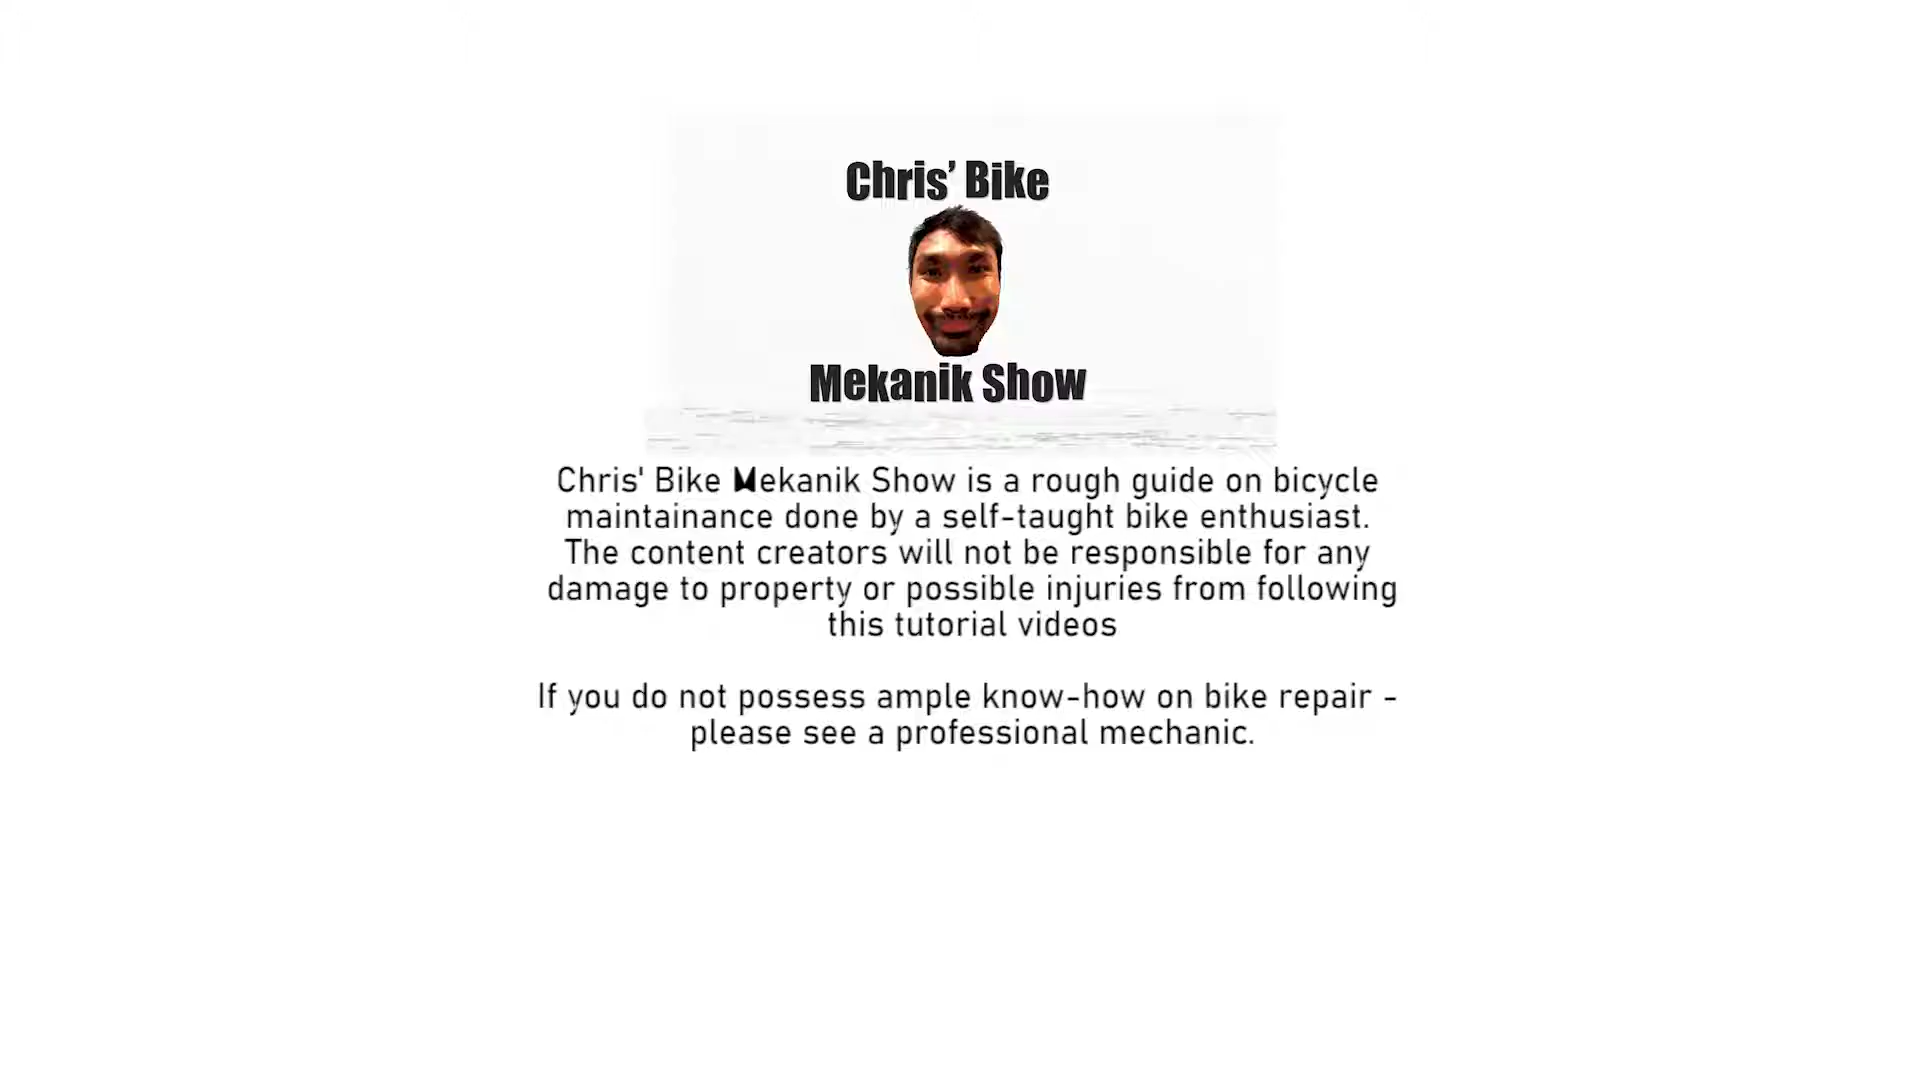 Chris’ Bike
Mekanik Show
Chris' Bike Mekanik Show is a rough guide on bicycle
maintainance done by a self-taught bike enthusiast.
The content creators will not be responsible for any
damage to property or possible injuries from following
this tutorial videos
If you do not possess ample know-how on bike repair -
please see a professional mechanic.